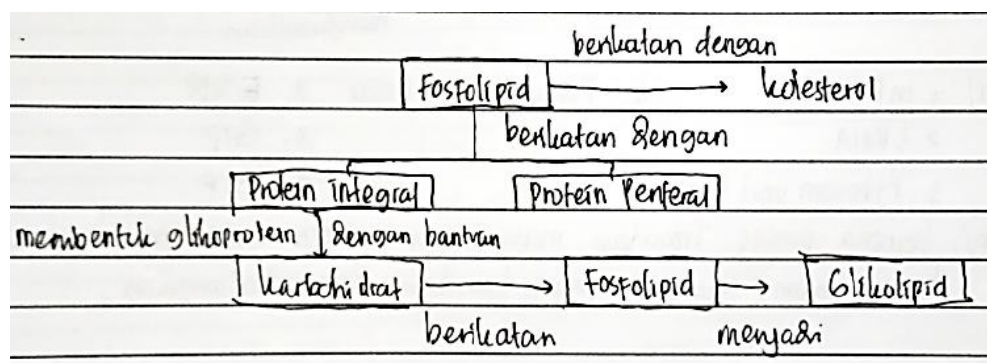 berikatan dengan
Fosfolipid kolesterol
berikatan dengan
Protein integral Protein Periferal
membentuk glikoprotein dengan bantuan
karbohidrat Fosfolipid Glikolipid
berikatan menjadi